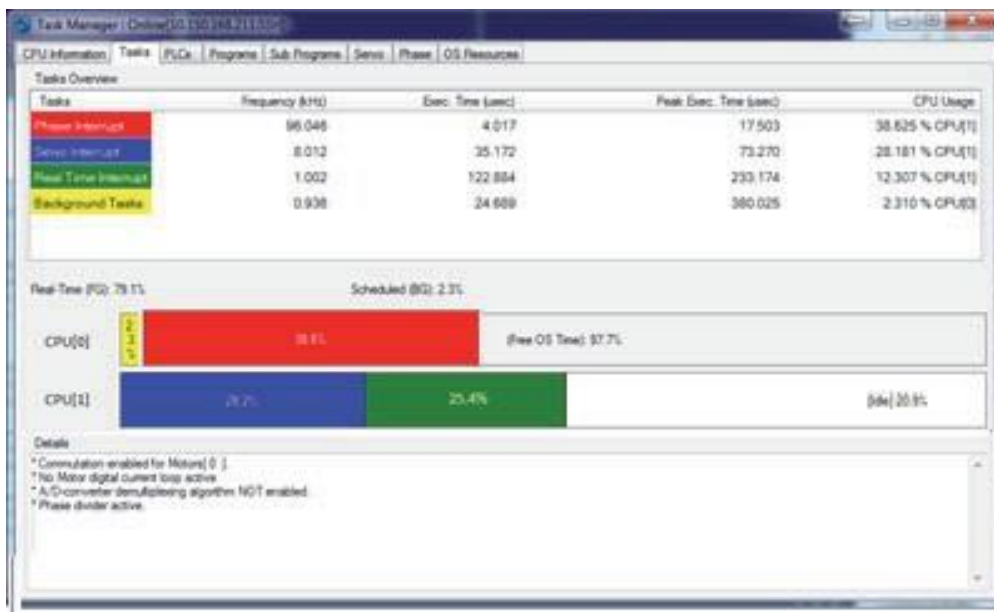 Task Manager : Online
CPU Information Tasks PLCs Programs Sub Programs Servo Phase OS Resources
Tasks Overview
Tasks Frequency (kHz) Exec. Time (usec) Peak Exec. Time (usec) CPU Usage
Phase Interrupt 96.046 4.017 17.503 38.625 % CPU[1]
Servo Interrupt 8.012 35.172 73.270 28.181 % CPU[1]
Real Time Interrupt 1.002 122.884 233.174 12.307 % CPU[1]
Background Tasks 0.938 24.689 380.025 2.310 % CPU[0]
Real-Time (FG): 79.1% Scheduled (BG): 2.3%
CPU[0] 38.6% (Free OS Time): 97.7%
CPU[1] 28.2% 25.4% [Idle] 20.9%
Details
* Commutation enabled for Motors[ 0 ].
* No Motor digital current loop active
* A/D-converter demultiplexing algorithm NOT enabled.
* Phase divider active.